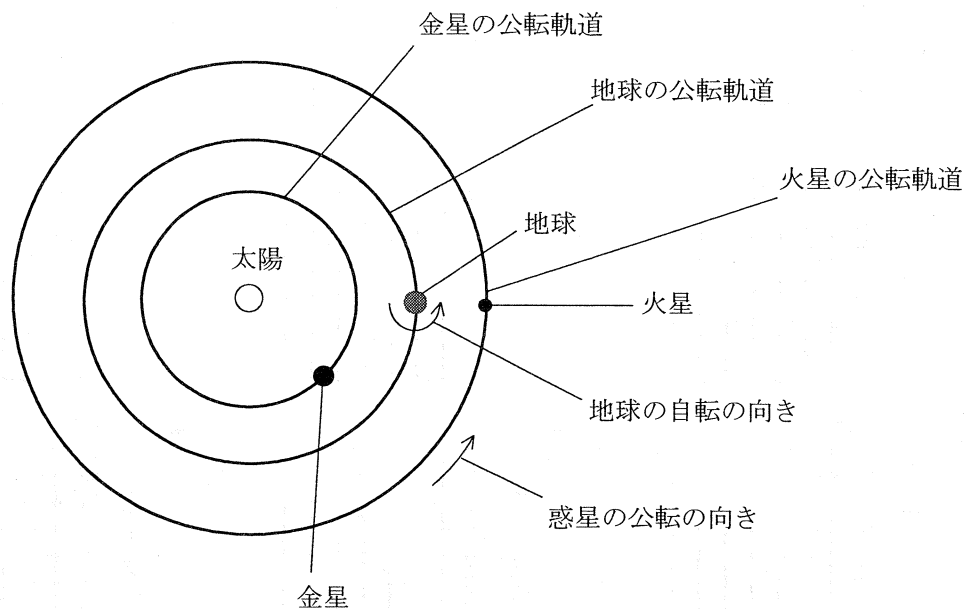 金星の公転軌道
地球の公転軌道
火星の公転軌道
地球
太陽
火星
地球の自転の向き
惑星の公転の向き
金星